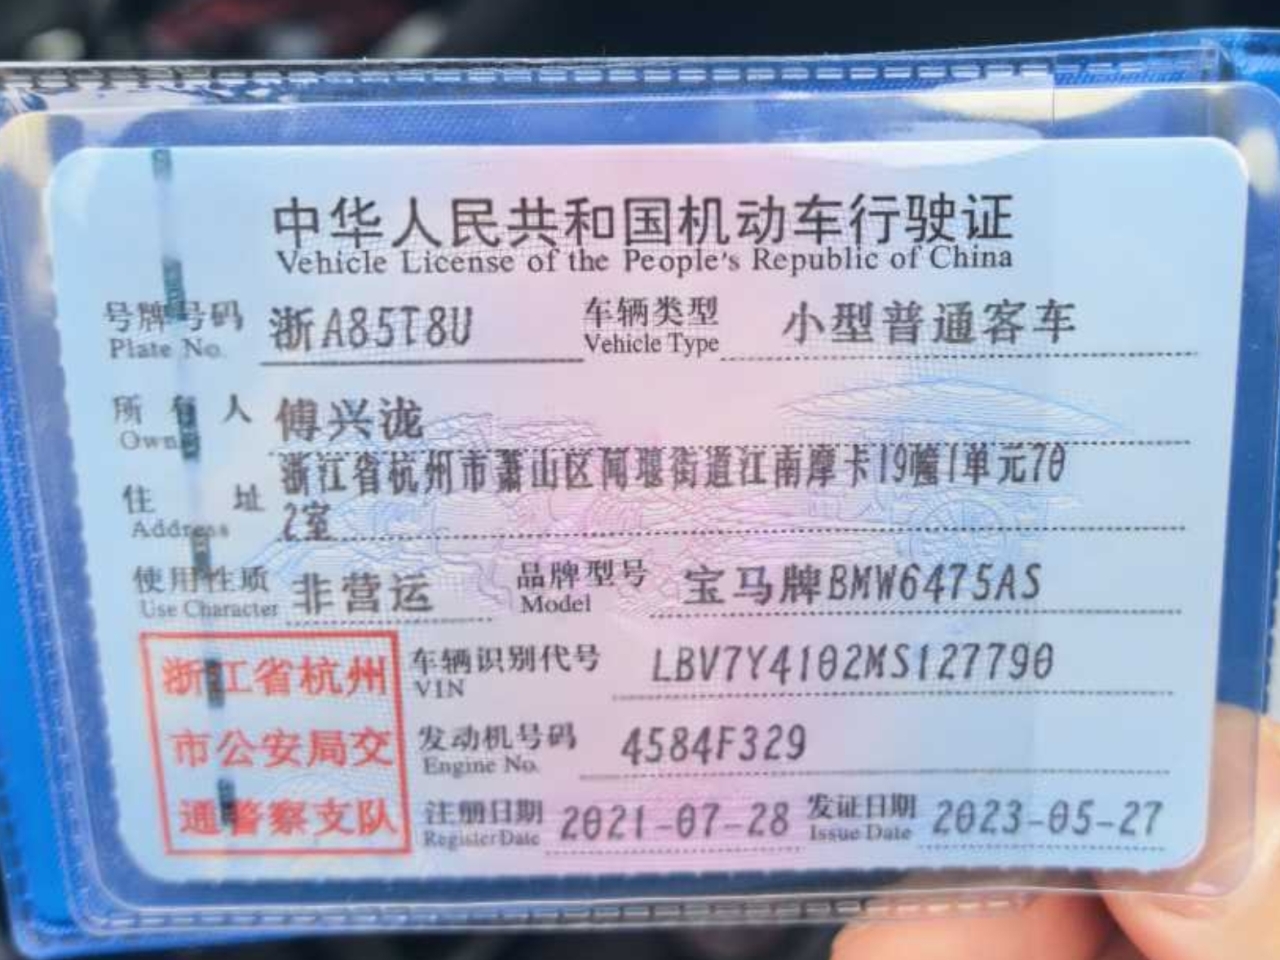 中华人民共和国机动车行驶证
Vehicle License of the People's Republic of China
号牌号码 浙A85T8U 车辆类型 小型普通客车
Plate No. Vehicle Type
所有人 傅兴泷
Owner
浙江省杭州市萧山区闻堰街道江南摩卡19幢1单元70
住址 2室
Address
使用性质 非营运 品牌型号 宝马牌BMW6475AS
Use Character Model
浙江省杭州
市公安局交
通警察支队
车辆识别代号 LBV7Y4102MS127790
VIN
发动机号码 4584F329
Engine No.
注册日期 2021-07-28 发证日期 2023-05-27
Register Date Issue Date